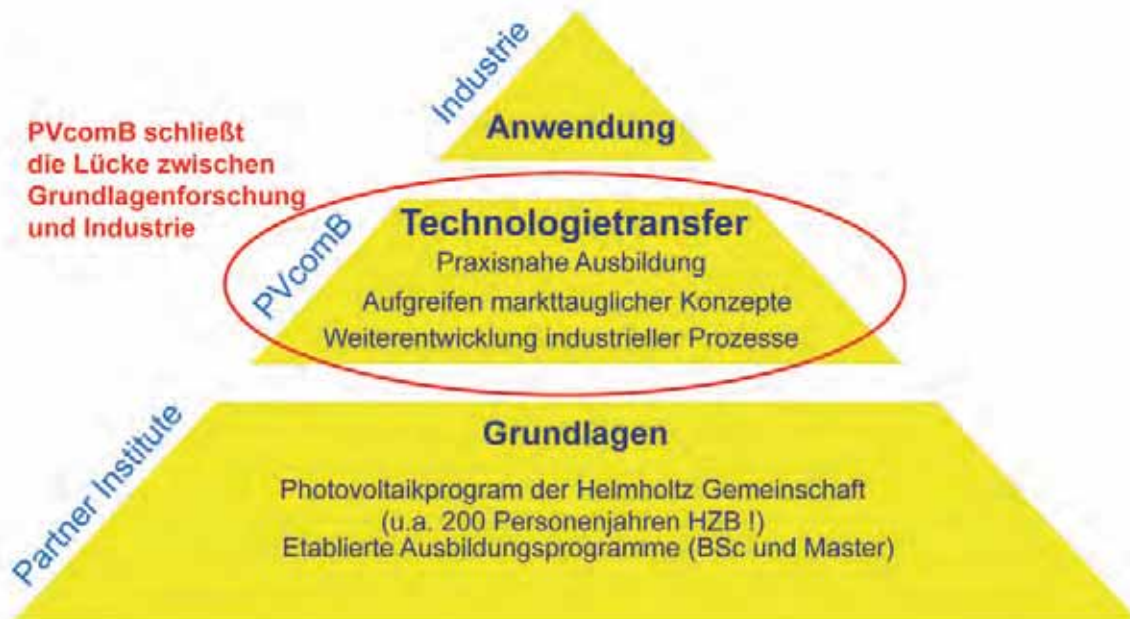 Industrie
Anwendung
PVcomB schließt
die Lücke zwischen
Grundlagenforschung
und Industrie
PVcomB
Technologietransfer
Praxisnahe Ausbildung
Aufgreifen markttauglicher Konzepte
Weiterentwicklung industrieller Prozesse
Partner Institute
Grundlagen
Photovoltaikprogram der Helmholtz Gemeinschaft
(u.a. 200 Personenjahren HZB !)
Etablierte Ausbildungsprogramme (BSc und Master)